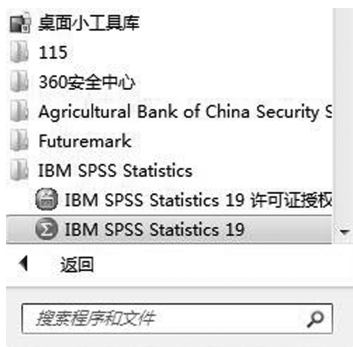 桌面小工具库
115
360安全中心
Agricultural Bank of China Security S
Futuremark
IBM SPSS Statistics
IBM SPSS Statistics 19 许可证授权
IBM SPSS Statistics 19
返回
搜索程序和文件